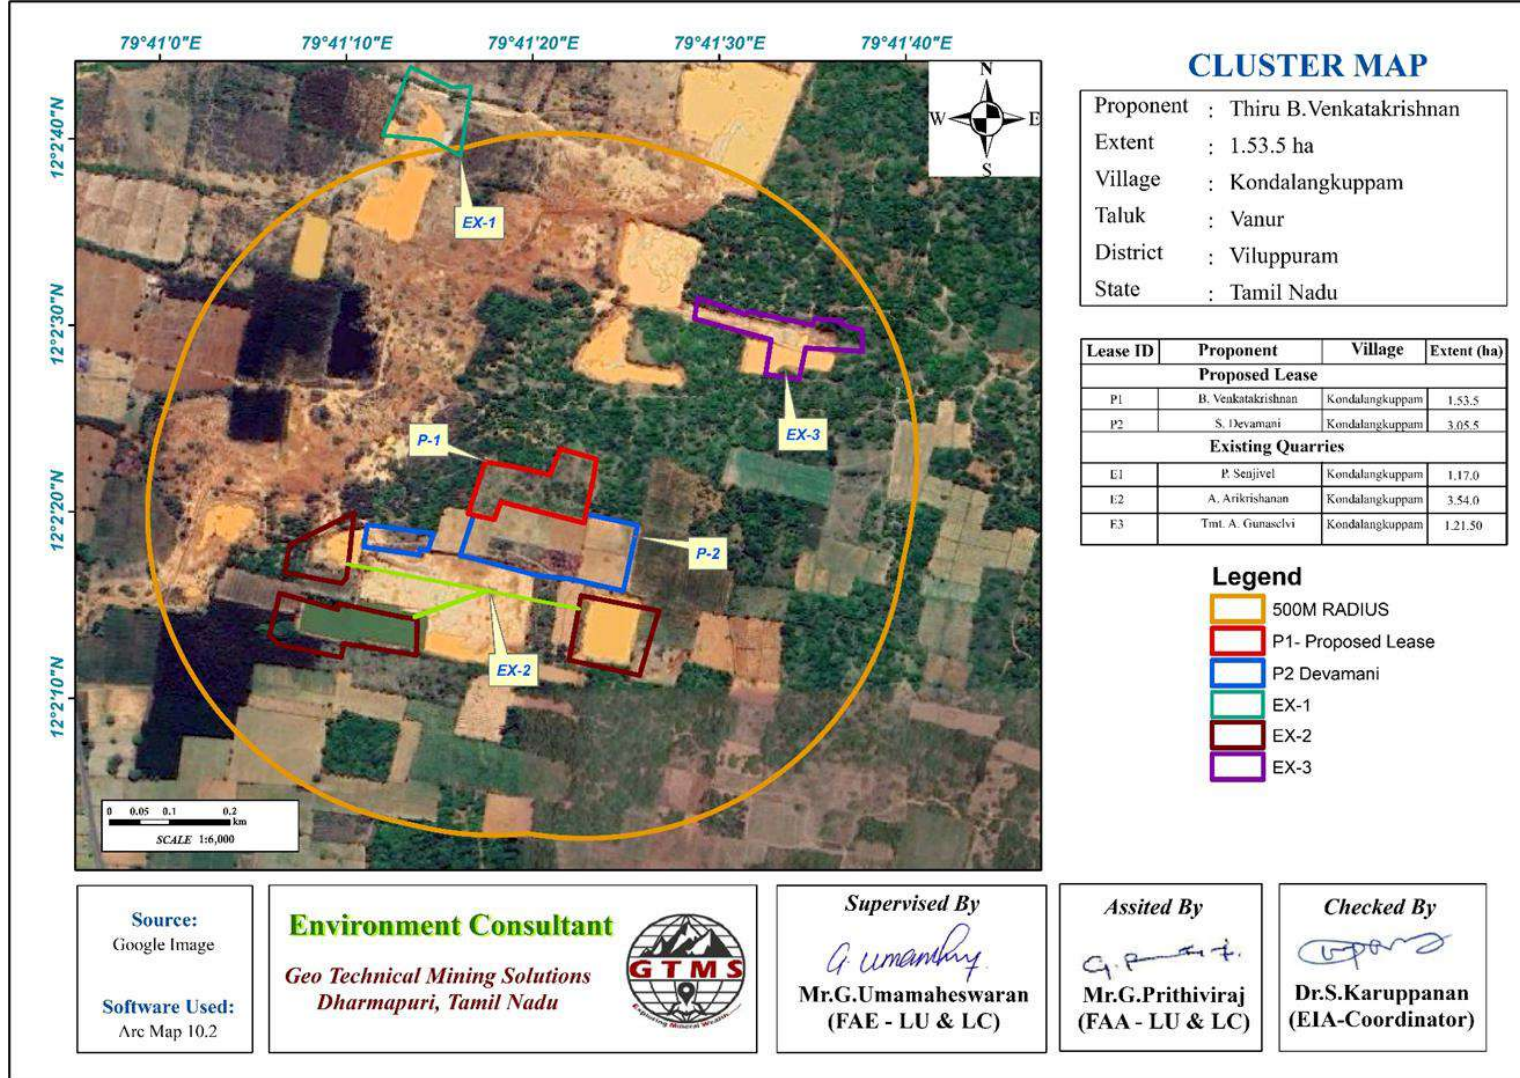 79°41'0"E 79°41'10"E 79°41'20"E 79°41'30"E 79°41'40"E
12°2'40"N
12°2'30"N
12°2'20"N
12°2'10"N
N
W E
S
EX-1
EX-3
P-1
P-2
EX-2
0 0.05 0.1 0.2
km
SCALE 1:6,000
CLUSTER MAP
Proponent : Thiru B.Venkatakrishnan
Extent : 1.53.5 ha
Village : Kondalangkuppam
Taluk : Vanur
District : Viluppuram
State : Tamil Nadu
Lease ID Proponent Village Extent (ha)
Proposed Lease
P1 B. Venkatakrishnan Kondalangkuppam 1.53.5
P2 S. Devamani Kondalangkuppam 3.05.5
Existing Quarries
E1 P. Senjivel Kondalangkuppam 1.17.0
E2 A. Arikrishanan Kondalangkuppam 3.54.0
E3 Tmt. A. Gunaselvi Kondalangkuppam 1.21.50
Legend
500M RADIUS
P1- Proposed Lease
P2 Devamani
EX-1
EX-2
EX-3
Source:
Google Image
Software Used:
Arc Map 10.2
Environment Consultant
Geo Technical Mining Solutions
Dharmapuri, Tamil Nadu
GTMS
Exploring Mineral Wealth
Supervised By
G. Umamhy
Mr.G.Umamaheswaran
(FAE - LU & LC)
Assited By
Mr.G.Prithiviraj
(FAA - LU & LC)
Checked By
Dr.S.Karuppanan
(EIA-Coordinator)